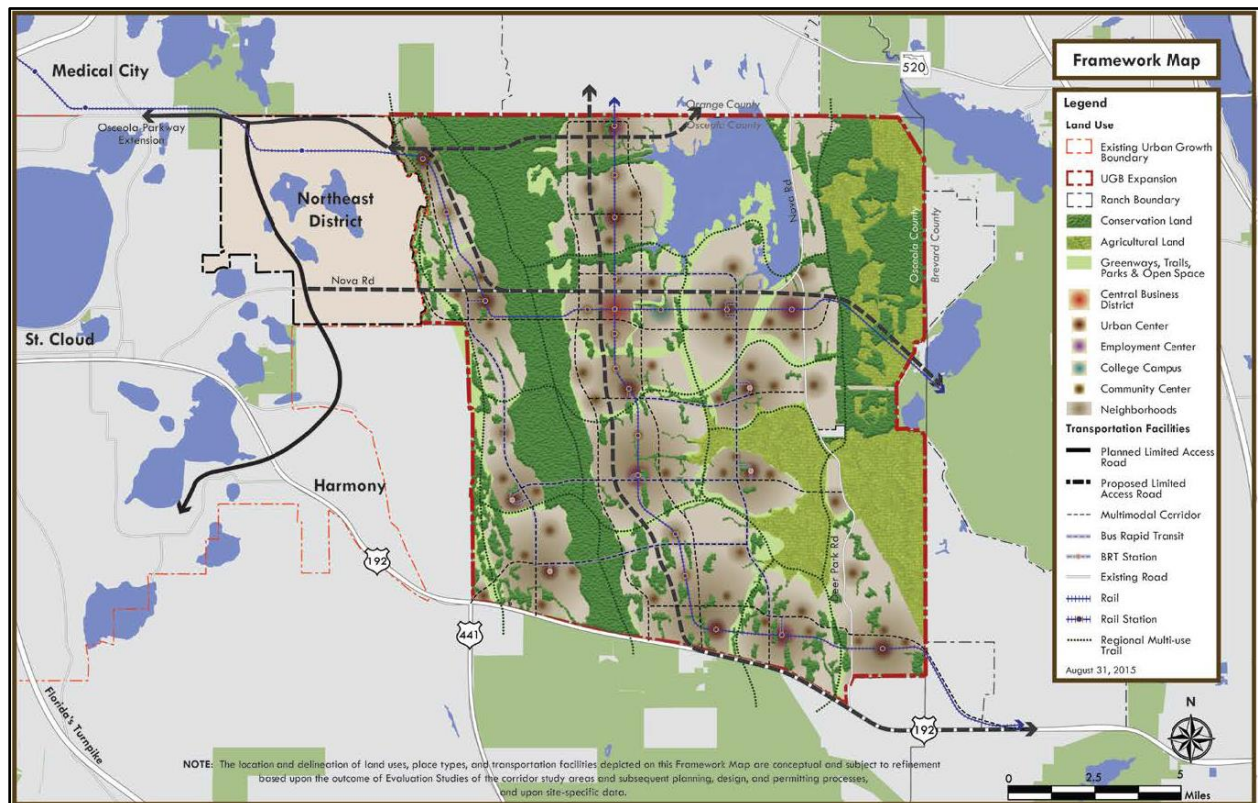 Medical City
Osceola Parkway
Extension
Northeast
District
Nova Rd
St. Cloud
Harmony
192
441
Florida's Turnpike
Orange County
Osceola County
Nova Rd
520
Osceola County
Brevard County
Deer Park Rd
192
Framework Map
Legend
Land Use
Existing Urban Growth
Boundary
UGB Expansion
Ranch Boundary
Conservation Land
Agricultural Land
Greenways, Trails,
Parks & Open Space
Central Business
District
Urban Center
Employment Center
College Campus
Community Center
Neighborhoods
Transportation Facilities
Planned Limited Access
Road
Proposed Limited
Access Road
Multimodal Corridor
Bus Rapid Transit
BRT Station
Existing Road
Rail
Rail Station
Regional Multi-use
Trail
August 31, 2015
N
0 2.5 5
Miles
NOTE: The location and delineation of land uses, place types, and transportation facilities depicted on this Framework Map are conceptual and subject to refinement
based upon the outcome of Evaluation Studies of the corridor study areas and subsequent planning, design, and permitting processes,
and upon site-specific data.